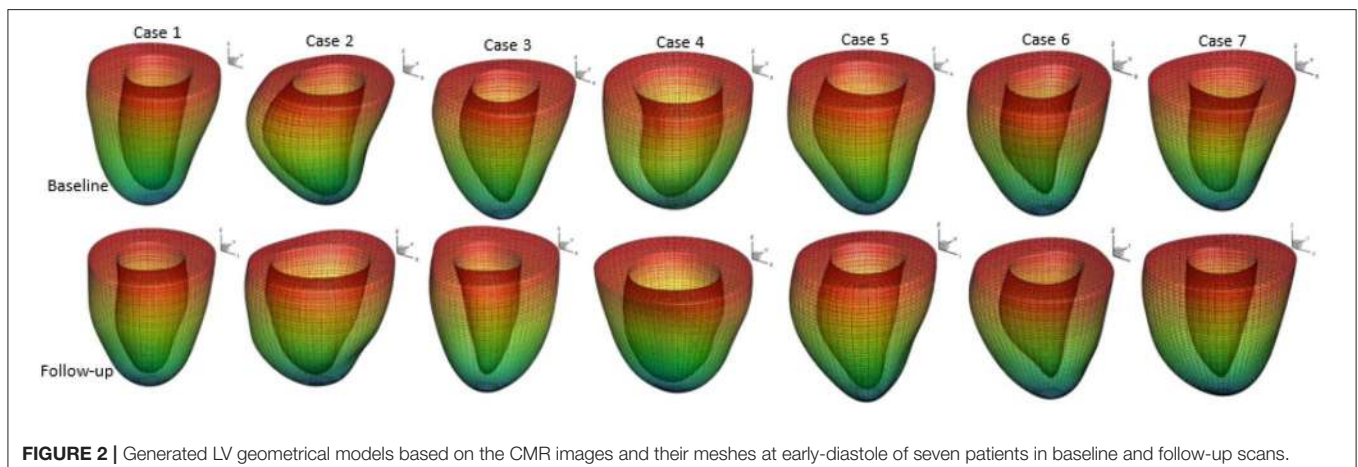 Case 1 Case 2 Case 3 Case 4 Case 5 Case 6 Case 7
Baseline
Follow-up
FIGURE 2 | Generated LV geometrical models based on the CMR images and their meshes at early-diastole of seven patients in baseline and follow-up scans.